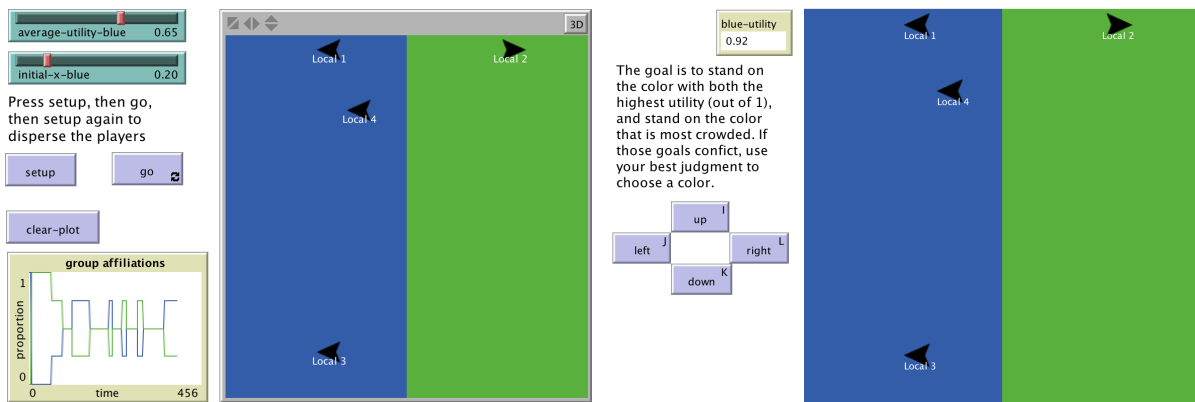 average-utility-blue 0.65
initial-x-blue 0.20
Press setup, then go,
then setup again to
disperse the players
setup
go
clear-plot
group affiliations
1
proportion
0
0 time 456
3D
Local 1
Local 2
Local 4
Local 3
blue-utility
0.92
The goal is to stand on
the color with both the
highest utility (out of 1),
and stand on the color
that is most crowded. If
those goals confict, use
your best judgment to
choose a color.
I
up
J
left
L
right
K
down
Local 1
Local 2
Local 4
Local 3